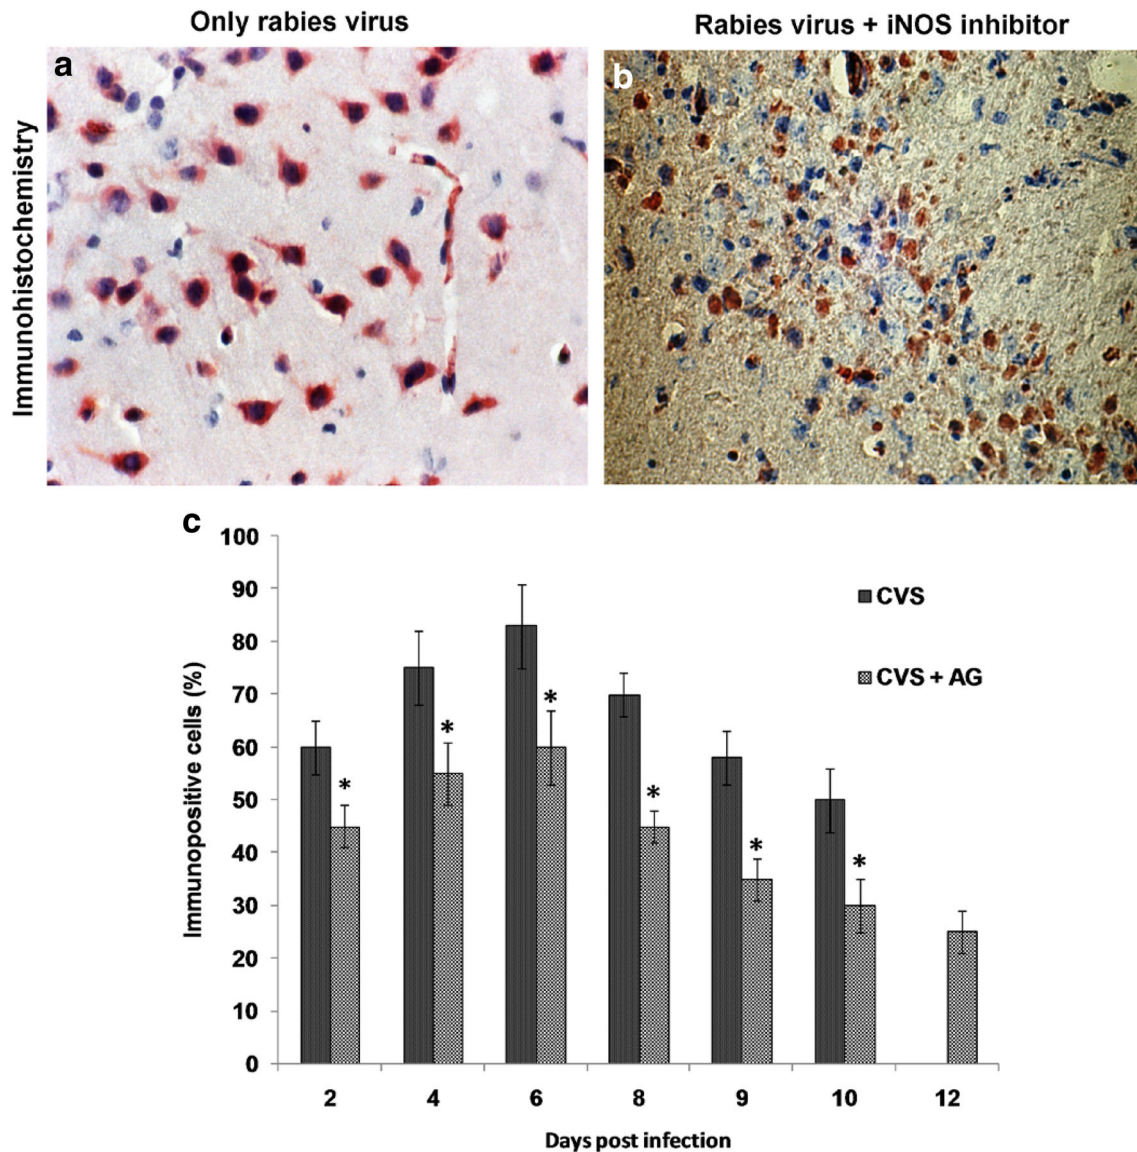 Only rabies virus
Rabies virus + iNOS inhibitor
a
b
Immunohistochemistry
c
100
90
80
70
60
50
40
30
20
10
0
Immunopositive cells (%)
CVS
CVS + AG
*
*
*
*
*
*
2 4 6 8 9 10 12
Days post infection